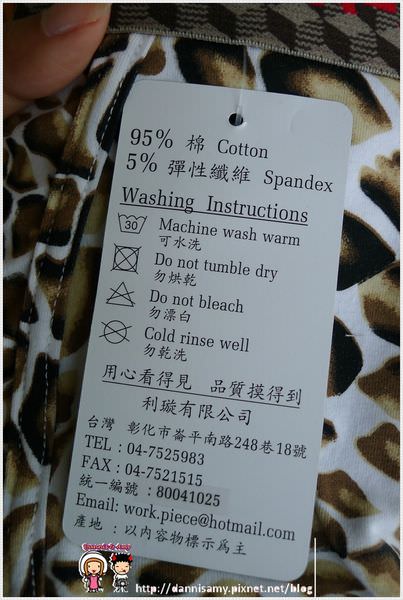 95% 棉 Cotton
5% 彈性纖維 Spandex
Washing Instructions
30 Machine wash warm
可水洗
Do not tumble dry
勿烘乾
Do not bleach
勿漂白
Cold rinse well
勿乾洗
用心看得見 品質摸得到
利璇有限公司
台灣 彰化市崙平南路248巷18號
TEL : 04-7525983
FAX : 04-7521515
統一編號 : 80041025
Email: work.piece@hotmail.com
產地 : 以內容物標示為主
http://dannisamy.pixnet.net/blog